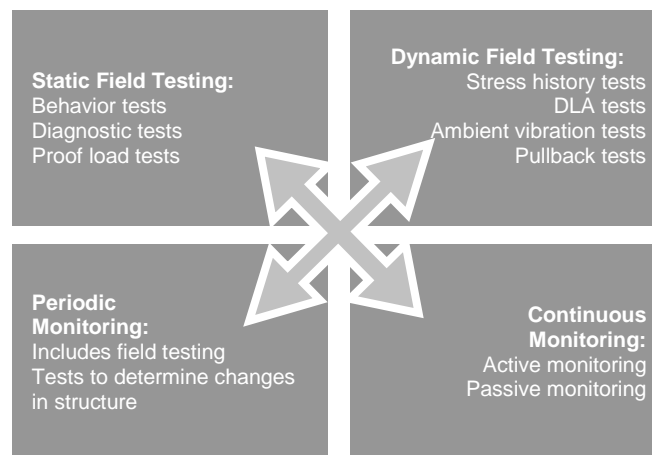 Static Field Testing:
Behavior tests
Diagnostic tests
Proof load tests
Dynamic Field Testing:
Stress history tests
DLA tests
Ambient vibration tests
Pullback tests
Periodic
Monitoring:
Includes field testing
Tests to determine changes
in structure
Continuous
Monitoring:
Active monitoring
Passive monitoring